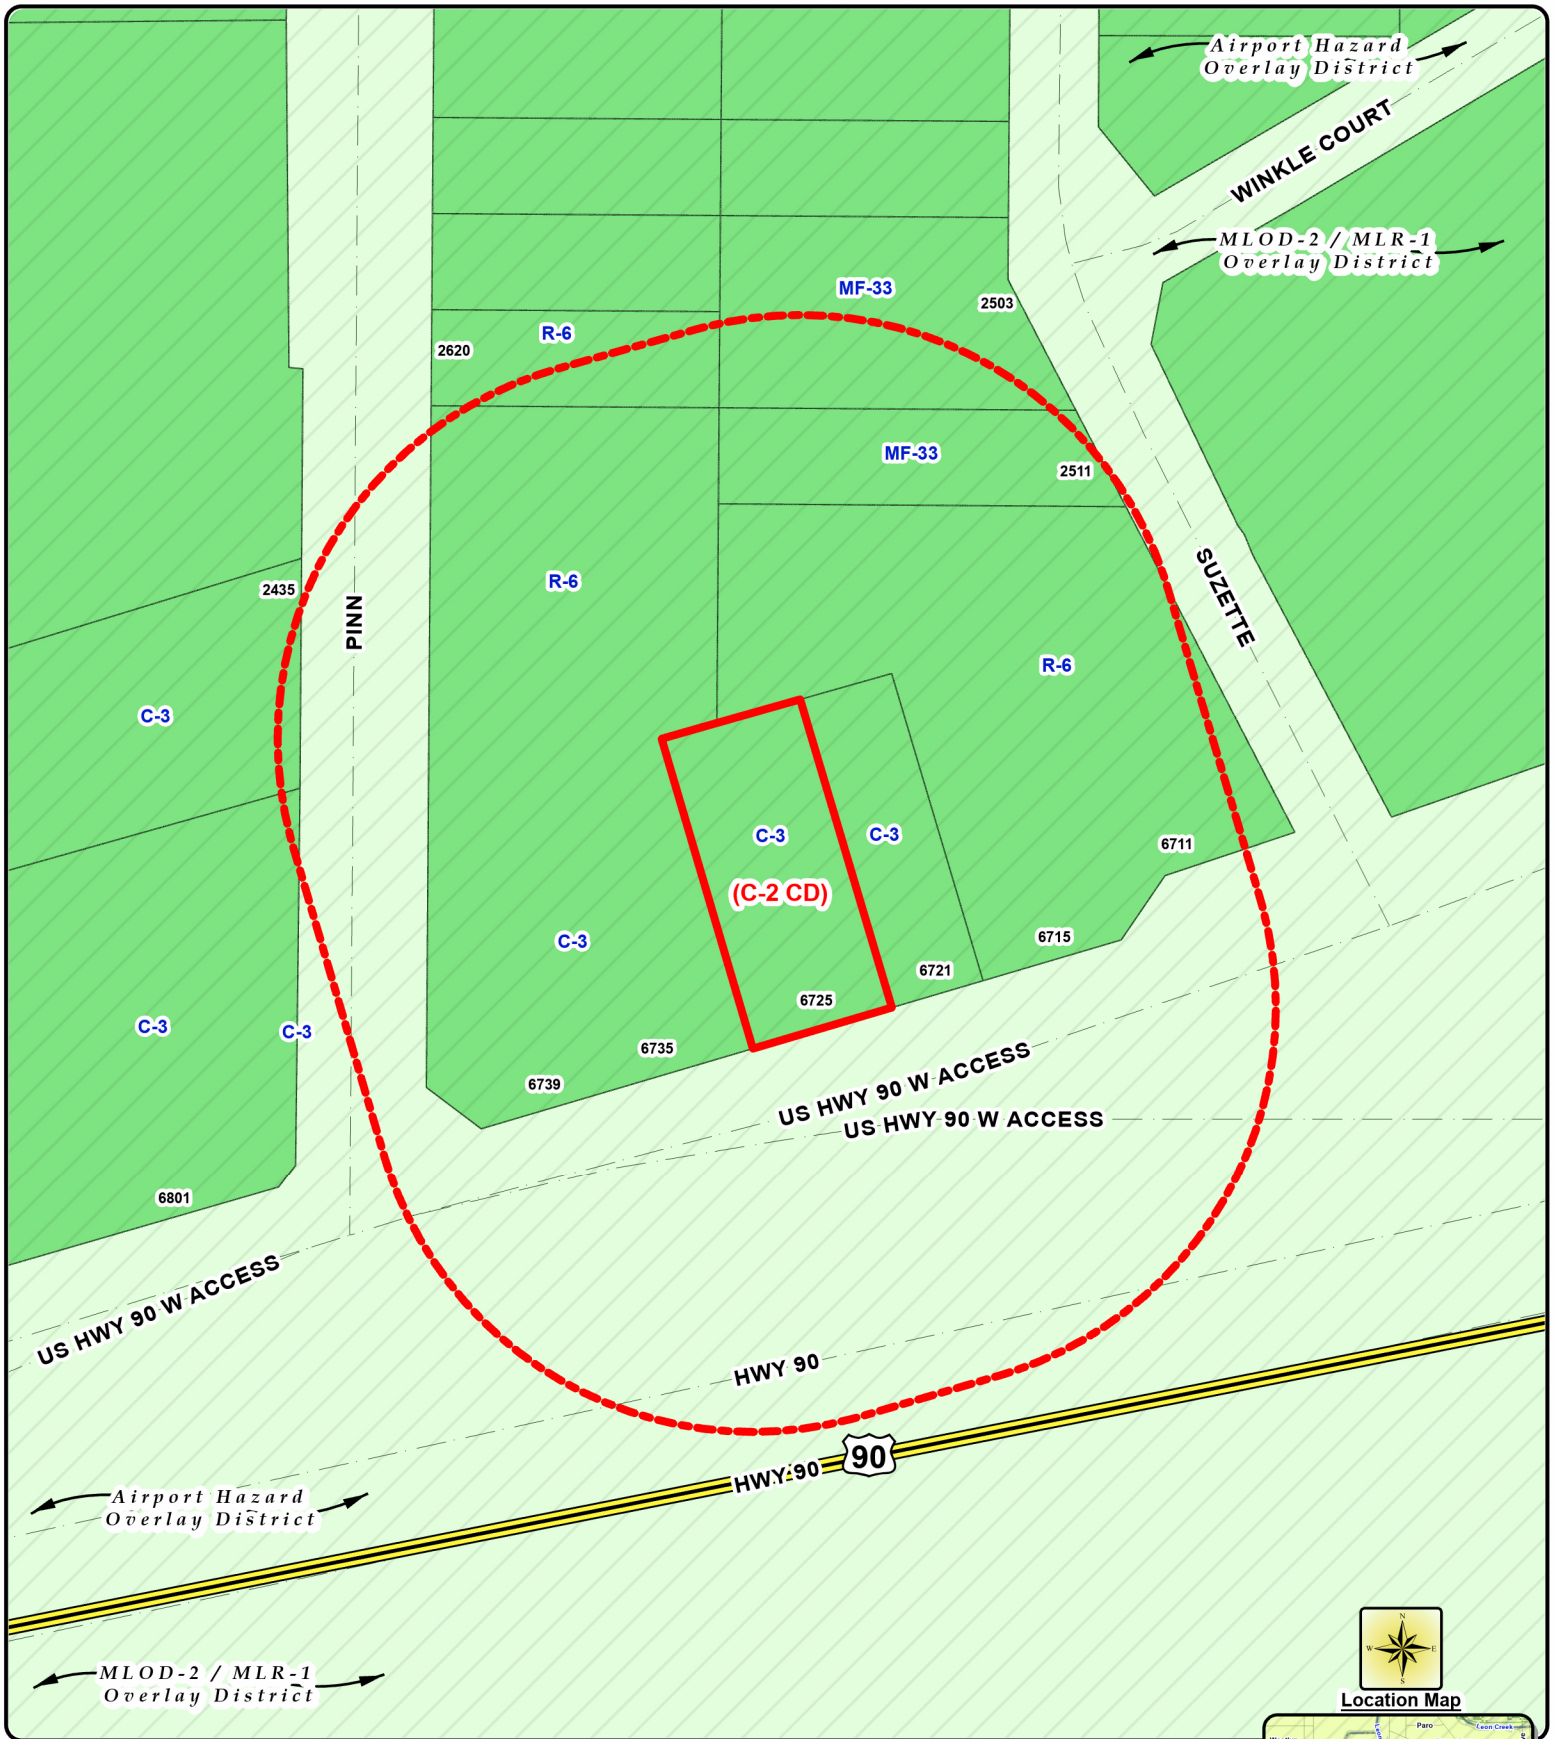 Airport Hazard
Overlay District
WINKLE COURT
MLOD-2 / MLR-1
Overlay District
MF-33
2503
R-6
2620
MF-33
2511
R-6
2435
PINN
SUZETTE
R-6
C-3
C-3
C-3
(C-2 CD)
6711
C-3
6715
6721
6725
C-3
C-3
6735
6739
US HWY 90 W ACCESS
US HWY 90 W ACCESS
6801
US HWY 90 W ACCESS
HWY 90
90
HWY 90
Airport Hazard
Overlay District
MLOD-2 / MLR-1
Overlay District
N
W
E
S
Location Map
Paro
Leon Creek